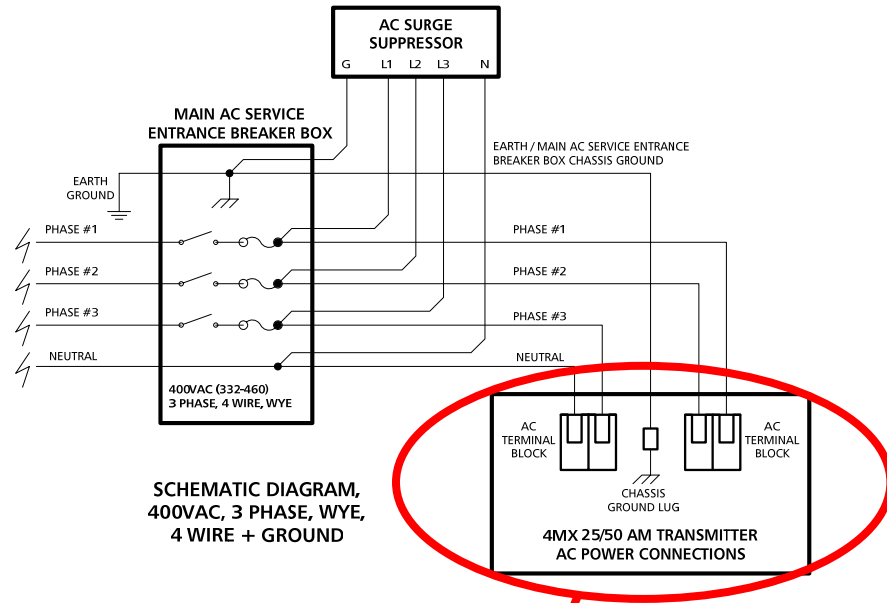 AC SURGE
SUPPRESSOR
G L1 L2 L3 N
MAIN AC SERVICE
ENTRANCE BREAKER BOX
EARTH / MAIN AC SERVICE ENTRANCE
BREAKER BOX CHASSIS GROUND
EARTH
GROUND
PHASE #1
PHASE #1
PHASE #2
PHASE #2
PHASE #3
PHASE #3
NEUTRAL
NEUTRAL
400VAC (332-460)
3 PHASE, 4 WIRE, WYE
AC
TERMINAL
BLOCK
AC
TERMINAL
BLOCK
CHASSIS
GROUND LUG
SCHEMATIC DIAGRAM,
400VAC, 3 PHASE, WYE,
4 WIRE + GROUND
4MX 25/50 AM TRANSMITTER
AC POWER CONNECTIONS